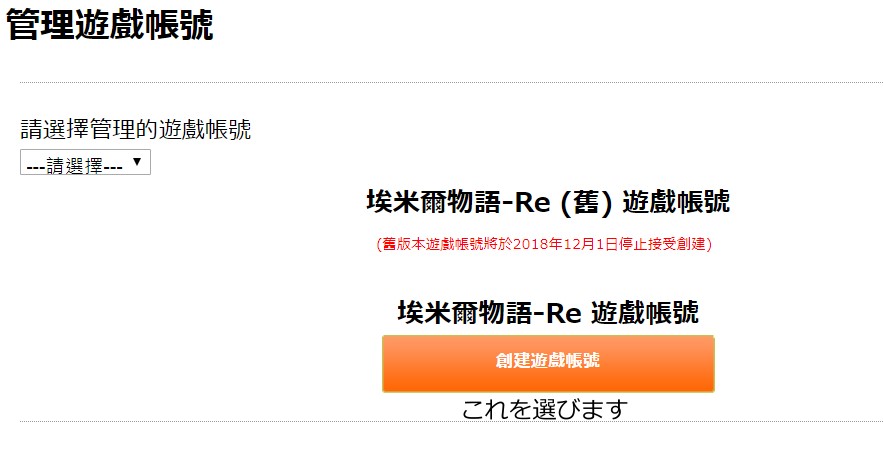 管理遊戲帳號
請選擇管理的遊戲帳號
---請選擇---
埃米爾物語-Re (舊) 遊戲帳號
(舊版本遊戲帳號將於2018年12月1日停止接受創建)
埃米爾物語-Re 遊戲帳號
創建遊戲帳號
これを選びます